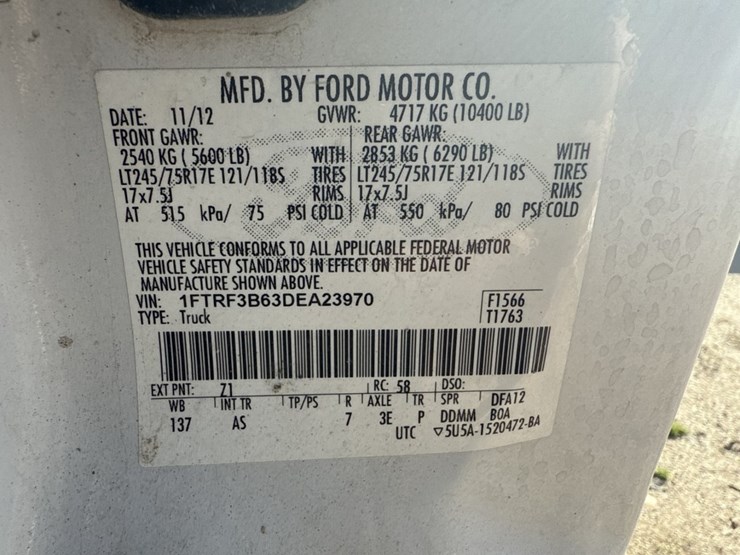 MFD. BY FORD MOTOR CO.
DATE: 11/12 GVWR: 4717 KG (10400 LB)
FRONT GAWR: REAR GAWR:
2540 KG ( 5600 LB) WITH 2853 KG ( 6290 LB) WITH
LT245/75R17E 121/118S TIRES LT245/75R17E 121/118S TIRES
17x7.5J RIMS 17x7.5J RIMS
AT 515 kPa/ 75 PSI COLD AT 550 kPa/ 80 PSI COLD
THIS VEHICLE CONFORMS TO ALL APPLICABLE FEDERAL MOTOR
VEHICLE SAFETY STANDARDS IN EFFECT ON THE DATE OF
MANUFACTURE SHOWN ABOVE.
VIN: 1FTRF3B63DEA23970 F1566
TYPE: Truck T1763
EXT PNT: Z1 RC: 58 DSO:
WB INT TR TP/PS R AXLE TR SPR DFA12
137 AS 7 3E P DDMM BOA
UTC ▽5U5A-1520472-BA
Ford